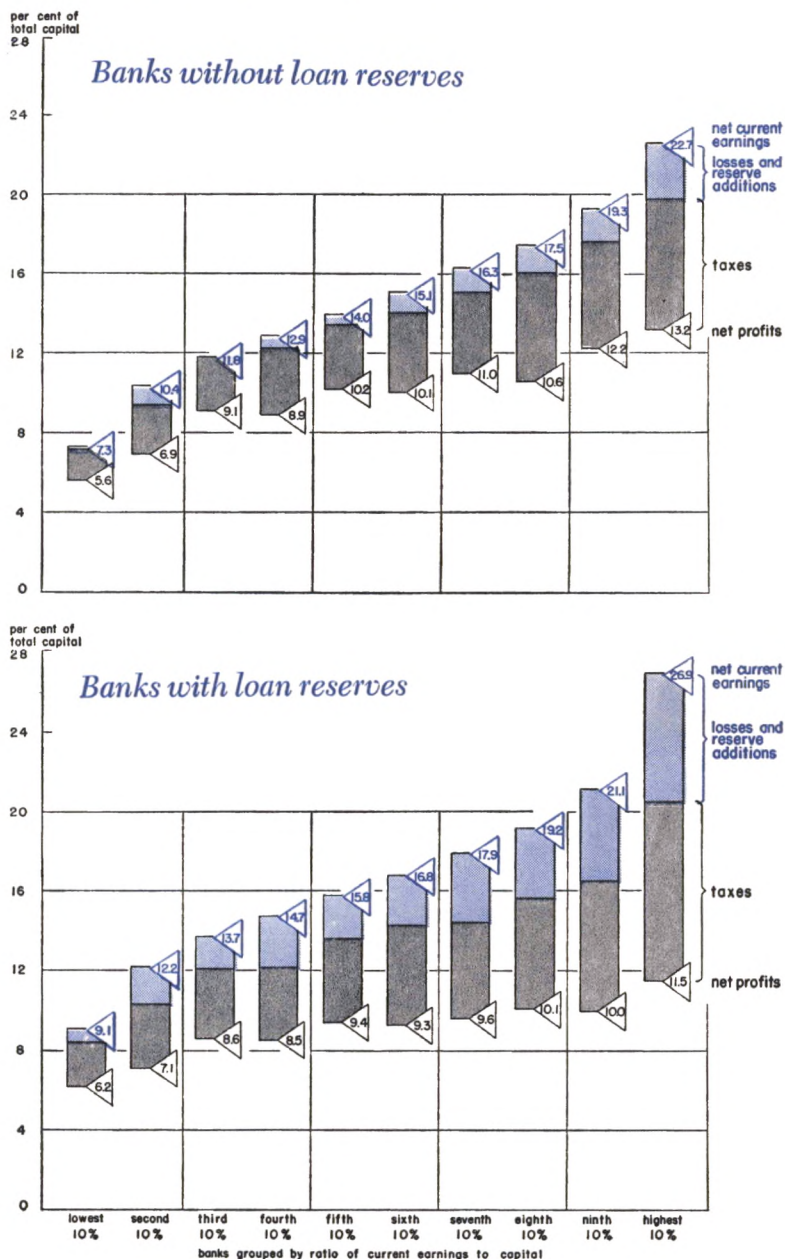 per cent of
total capital
28
Banks without loan reserves
24
20
16
12
8
4
0
7.3
5.6
10.4
6.9
11.8
9.1
12.9
8.9
14.0
10.2
15.1
10.1
16.3
11.0
17.5
10.6
19.3
12.2
22.7
13.2
net current
earnings
losses and
reserve
additions
taxes
net profits
per cent of
total capital
28
Banks with loan reserves
24
20
16
12
8
4
0
9.1
6.2
12.2
7.1
13.7
8.6
14.7
8.5
15.8
9.4
16.8
9.3
17.9
9.6
19.2
10.1
21.1
10.0
26.9
11.5
net current
earnings
losses and
reserve
additions
taxes
net profits
lowest
10%
second
10%
third
10%
fourth
10%
fifth
10%
sixth
10%
seventh
10%
eighth
10%
ninth
10%
highest
10%
banks grouped by ratio of current earnings to capital